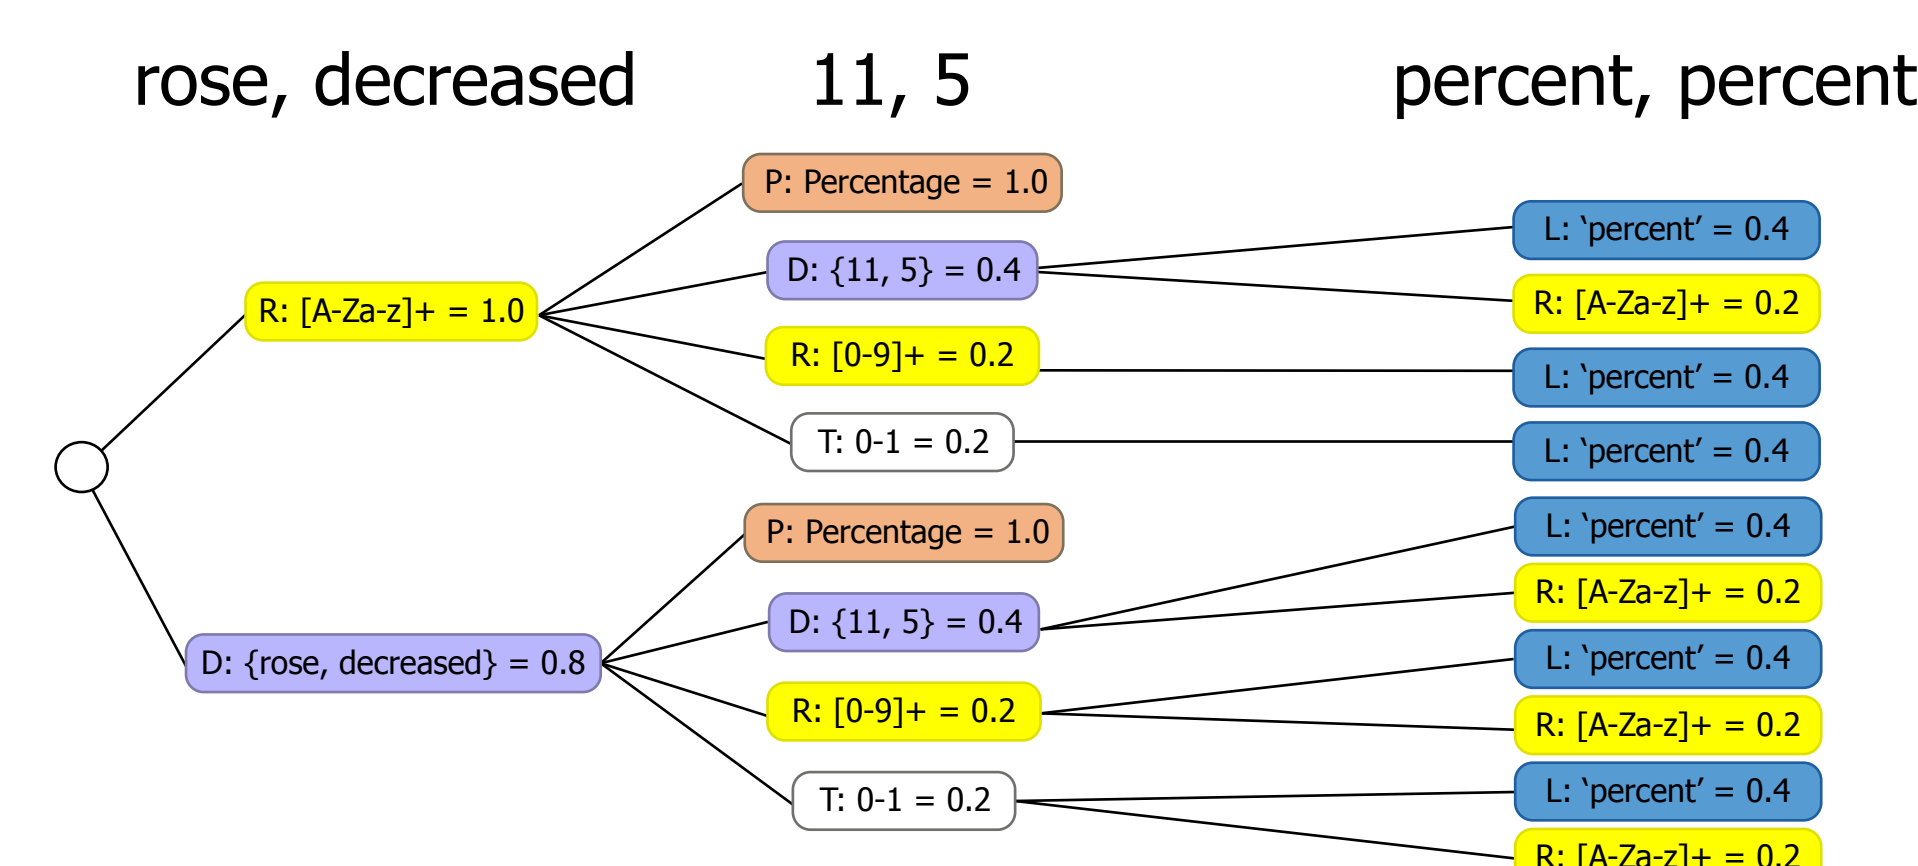 rose, decreased 11, 5 percent, percent
P: Percentage = 1.0
L: ‘percent’ = 0.4
D: {11, 5} = 0.4
R: [A-Za-z]+ = 0.2
R: [A-Za-z]+ = 1.0
R: [0-9]+ = 0.2
L: ‘percent’ = 0.4
T: 0-1 = 0.2
L: ‘percent’ = 0.4
P: Percentage = 1.0
L: ‘percent’ = 0.4
R: [A-Za-z]+ = 0.2
D: {11, 5} = 0.4
D: {rose, decreased} = 0.8
L: ‘percent’ = 0.4
R: [0-9]+ = 0.2
R: [A-Za-z]+ = 0.2
T: 0-1 = 0.2
L: ‘percent’ = 0.4
R: [A-Za-z]+ = 0.2